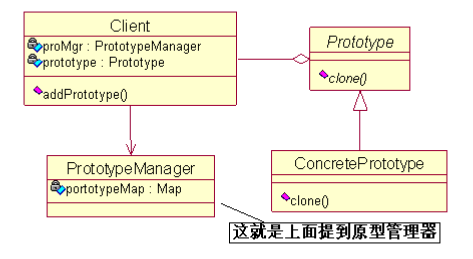 Client
proMgr : PrototypeManager
prototype : Prototype
addPrototype()
Prototype
clone()
PrototypeManager
portotypeMap : Map
ConcretePrototype
clone()
这就是上面提到原型管理器